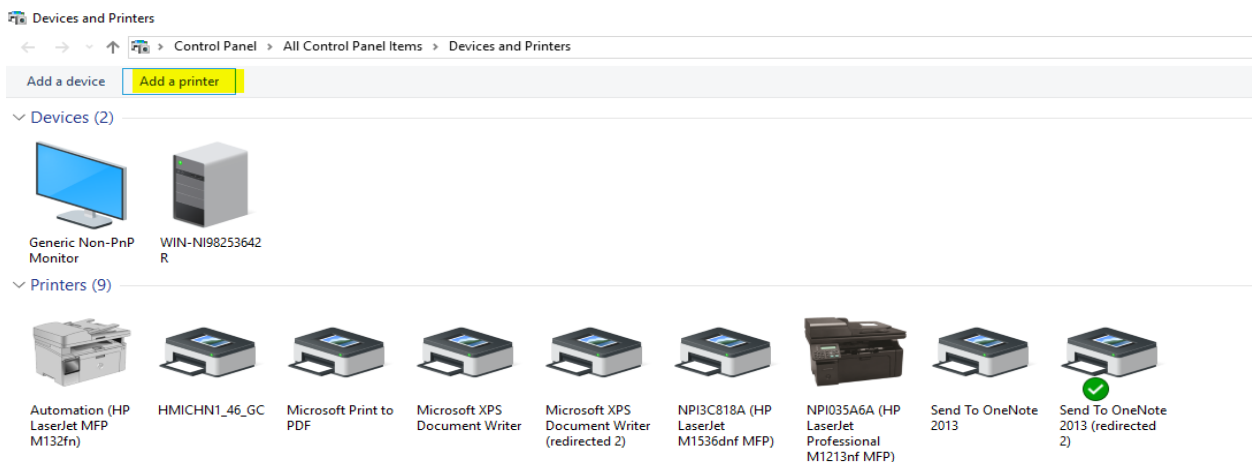 Devices and Printers
Control Panel > All Control Panel Items > Devices and Printers
Add a device Add a printer
Devices (2)
Generic Non-PnP
Monitor
WIN-NI98253642
R
Printers (9)
Automation (HP
LaserJet MFP
M132fn)
HMICHN1_46_GC
Microsoft Print to
PDF
Microsoft XPS
Document Writer
Microsoft XPS
Document Writer
(redirected 2)
NPI3C818A (HP
LaserJet
M1536dnf MFP)
NPI035A6A (HP
LaserJet
Professional
M1213nf MFP)
Send To OneNote
2013
Send To OneNote
2013 (redirected
2)